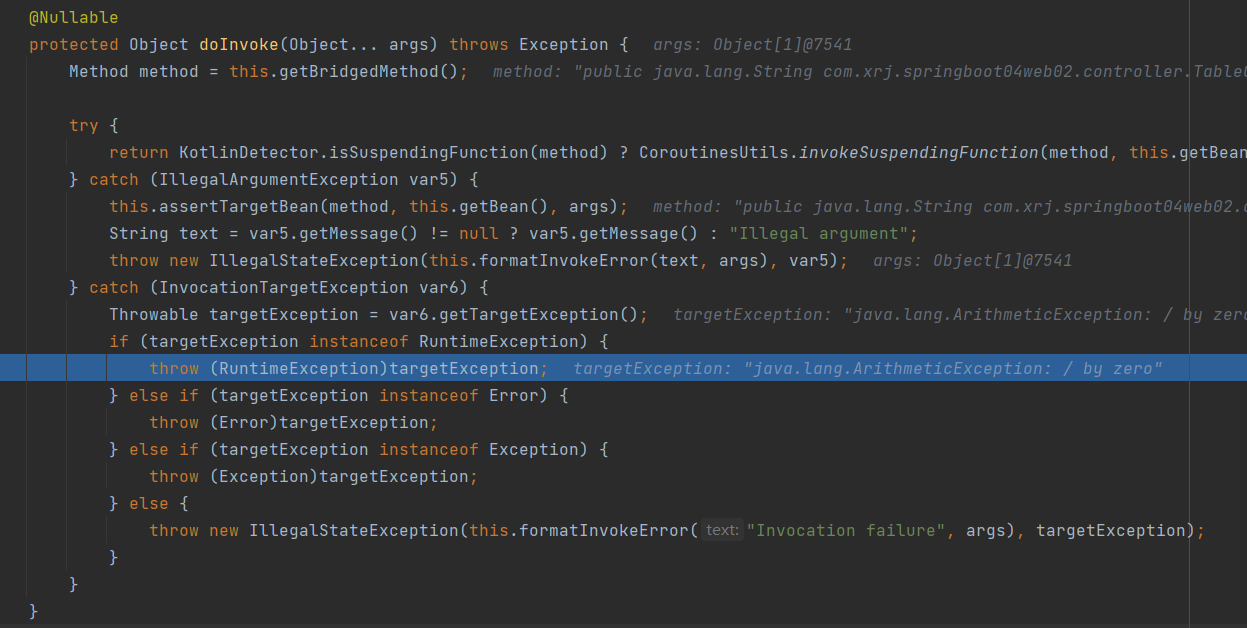 @Nullable
protected Object doInvoke(Object... args) throws Exception {   args: Object[1]@7541
    Method method = this.getBridgedMethod();   method: "public java.lang.String com.xrj.springboot04web02.controller.Table

    try {
        return KotlinDetector.isSuspendingFunction(method) ? CoroutinesUtils.invokeSuspendingFunction(method, this.getBean
    } catch (IllegalArgumentException var5) {
        this.assertTargetBean(method, this.getBean(), args);   method: "public java.lang.String com.xrj.springboot04web02.
        String text = var5.getMessage() != null ? var5.getMessage() : "Illegal argument";
        throw new IllegalStateException(this.formatInvokeError(text, args), var5);   args: Object[1]@7541
    } catch (InvocationTargetException var6) {
        Throwable targetException = var6.getTargetException();   targetException: "java.lang.ArithmeticException: / by zero
        if (targetException instanceof RuntimeException) {
            throw (RuntimeException)targetException;   targetException: "java.lang.ArithmeticException: / by zero"
        } else if (targetException instanceof Error) {
            throw (Error)targetException;
        } else if (targetException instanceof Exception) {
            throw (Exception)targetException;
        } else {
            throw new IllegalStateException(this.formatInvokeError( text: "Invocation failure", args), targetException);
        }
    }
}